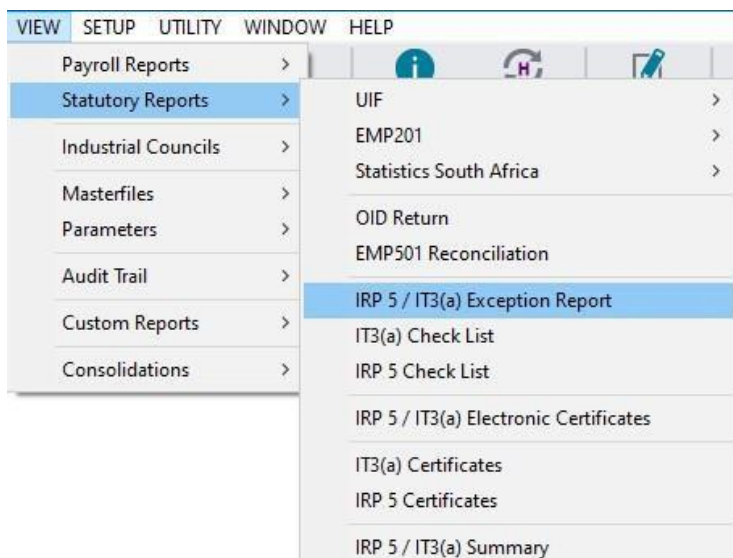 VIEW SETUP UTILITY WINDOW HELP
Payroll Reports >
Statutory Reports >
Industrial Councils >
Masterfiles >
Parameters >
Audit Trail >
Custom Reports >
Consolidations >
H
UIF >
EMP201 >
Statistics South Africa >
OID Return
EMP501 Reconciliation
IRP 5 / IT3(a) Exception Report
IT3(a) Check List
IRP 5 Check List
IRP 5 / IT3(a) Electronic Certificates
IT3(a) Certificates
IRP 5 Certificates
IRP 5 / IT3(a) Summary